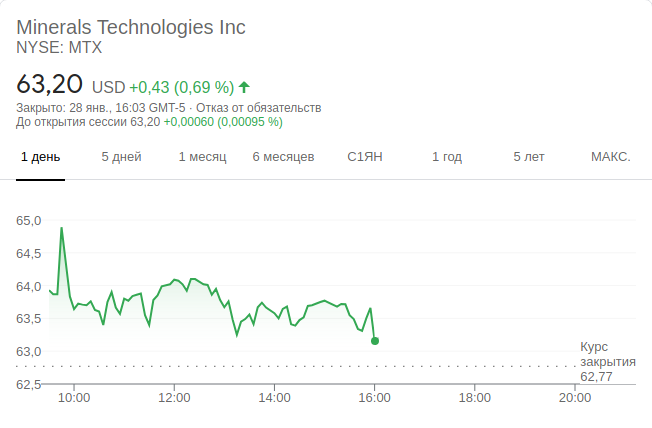 Minerals Technologies Inc
NYSE: MTX
63,20 USD +0,43 (0,69 %)
Закрыто: 28 янв., 16:03 GMT-5 · Отказ от обязательств
До открытия сессии 63,20 +0,00060 (0,00095 %)
1 день 5 дней 1 месяц 6 месяцев С1ЯН 1 год 5 лет МАКС.
65,0
64,5
64,0
63,5
63,0
62,5
Курс
закрытия
62,77
10:00 12:00 14:00 16:00 18:00 20:00